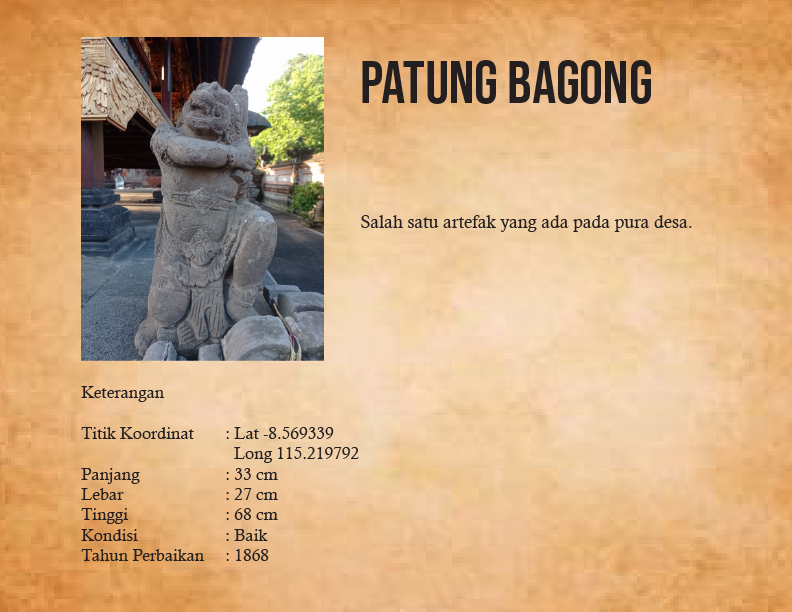 PATUNG BAGONG
Salah satu artefak yang ada pada pura desa.
Keterangan
Titik Koordinat : Lat -8.569339
Long 115.219792
Panjang : 33 cm
Lebar : 27 cm
Tinggi : 68 cm
Kondisi : Baik
Tahun Perbaikan : 1868